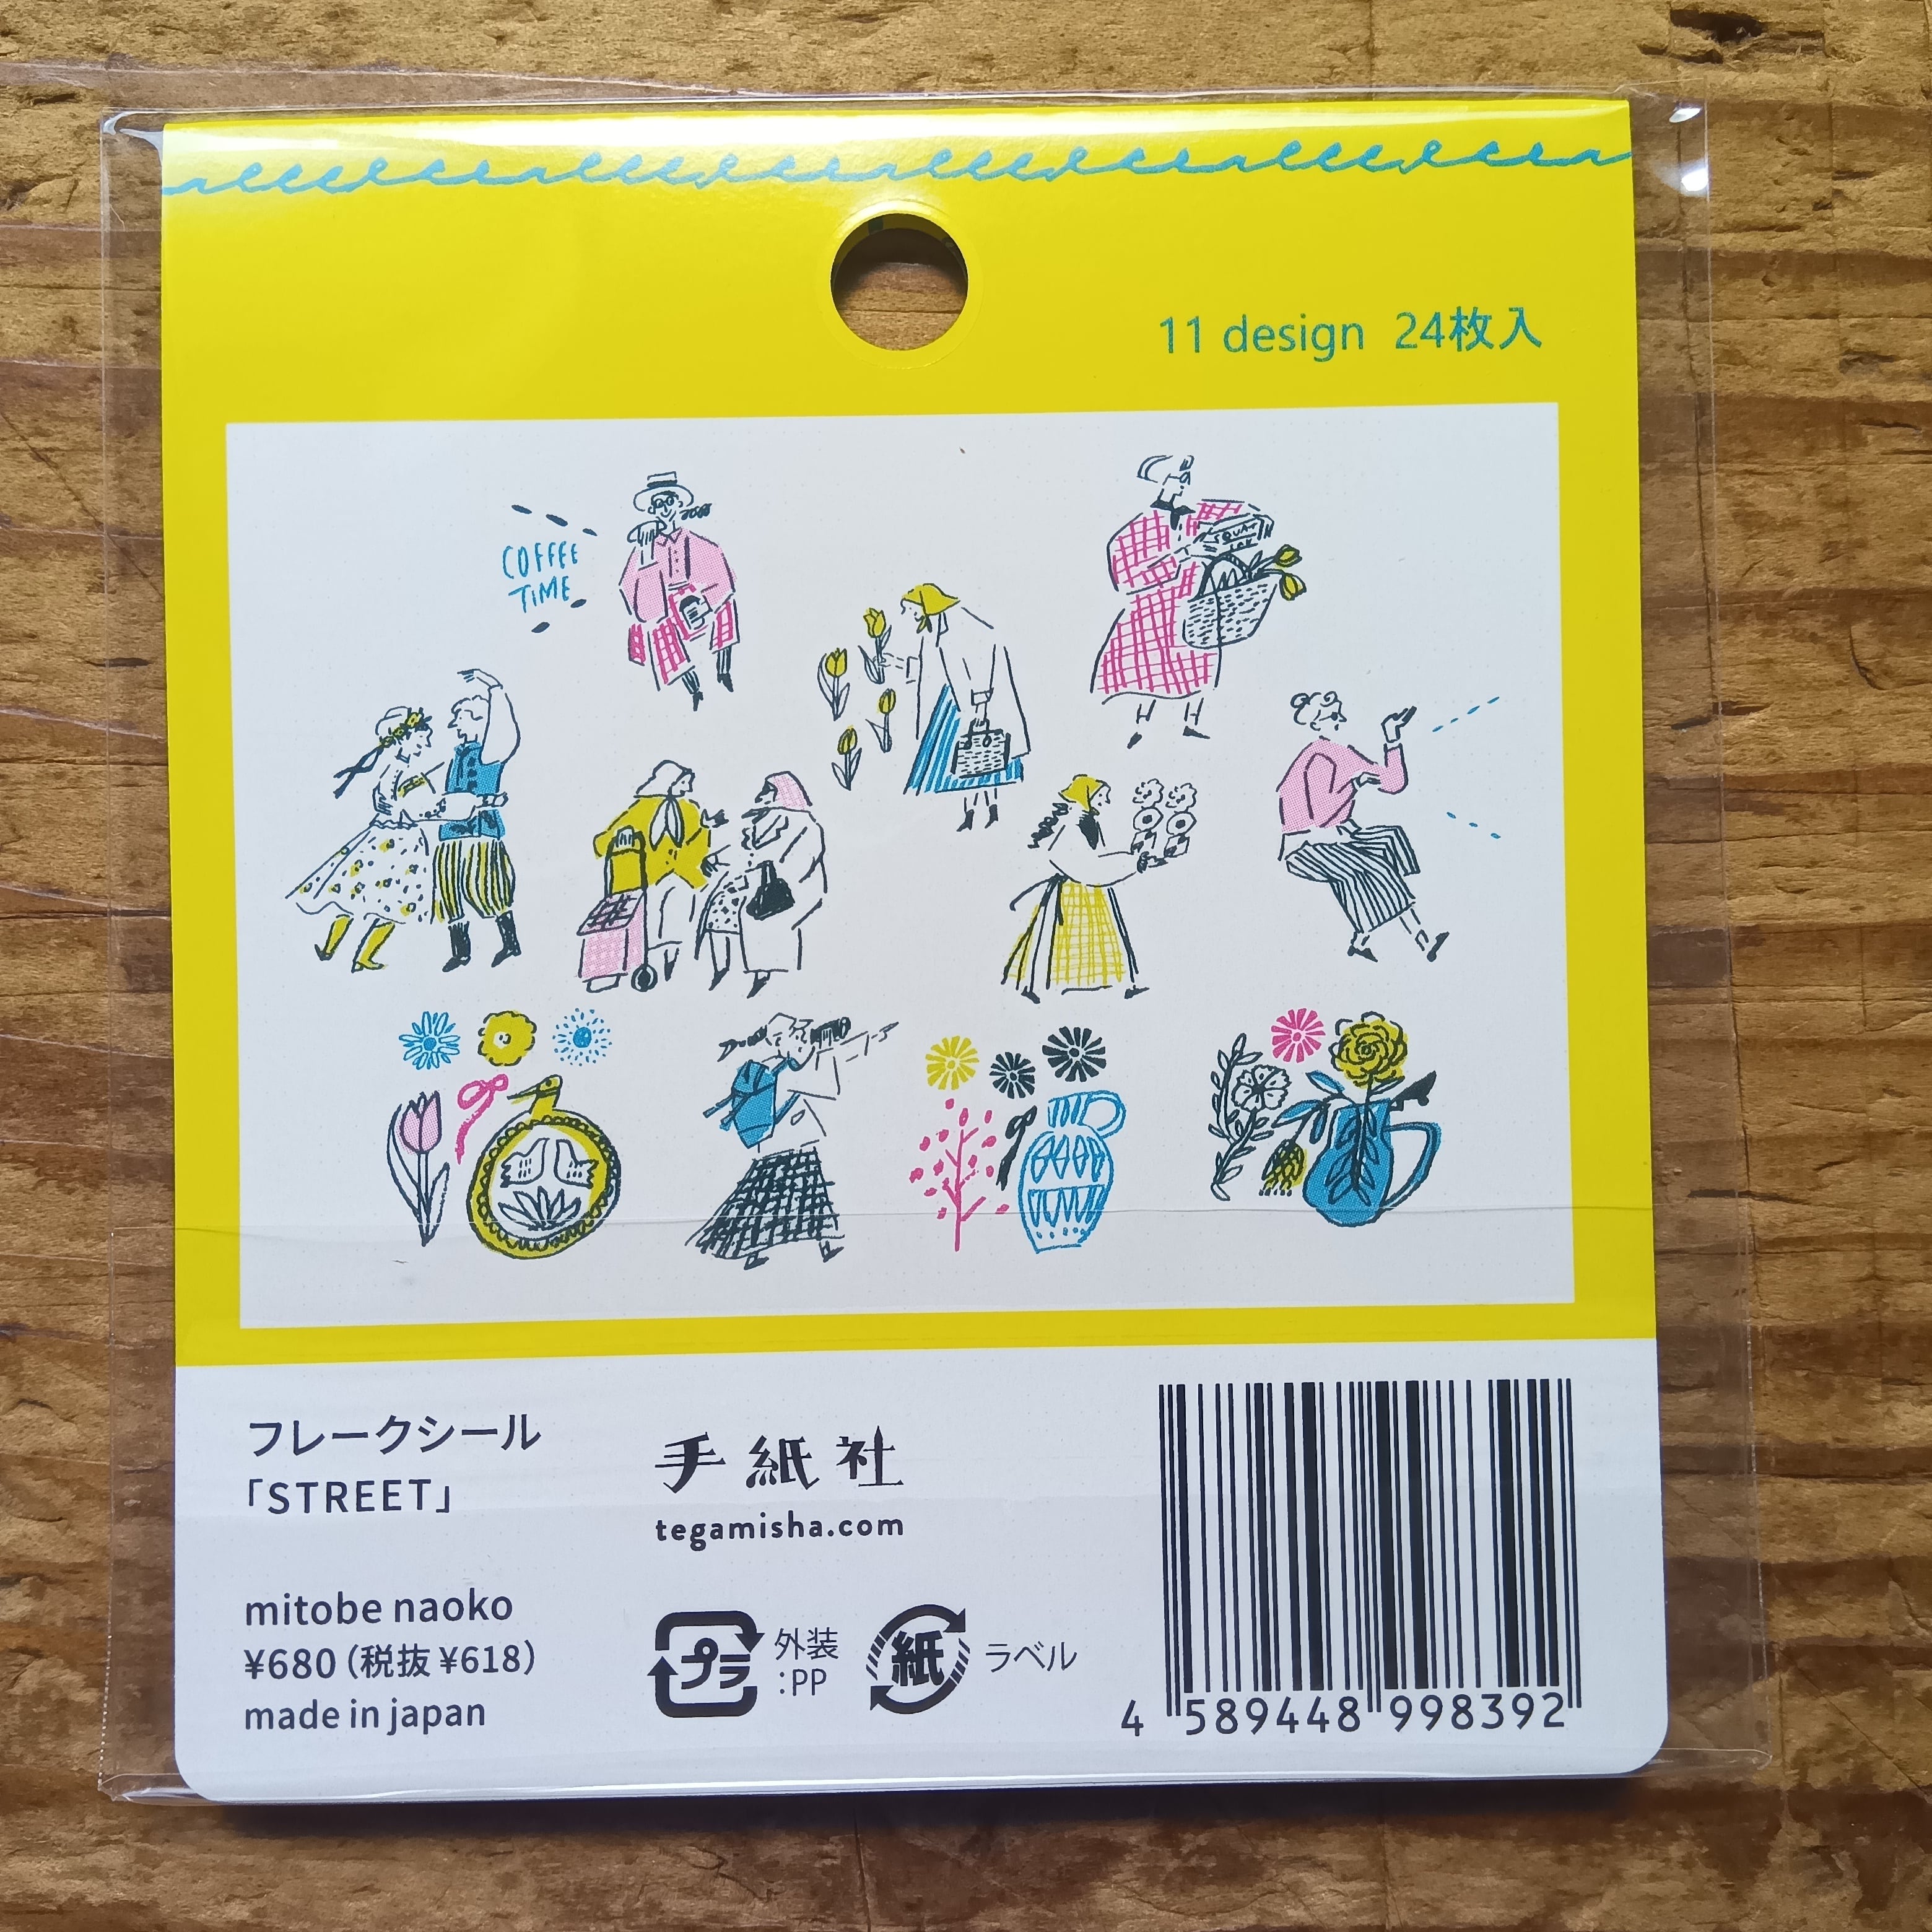 11 design 24枚入
COFFEE
TIME
フレークシール
「STREET」
mitobe naoko
¥680(税抜 ¥618)
made in japan
手紙社
tegamisha.com
プラ
外装
:PP
紙
ラベル
4 589448 998392